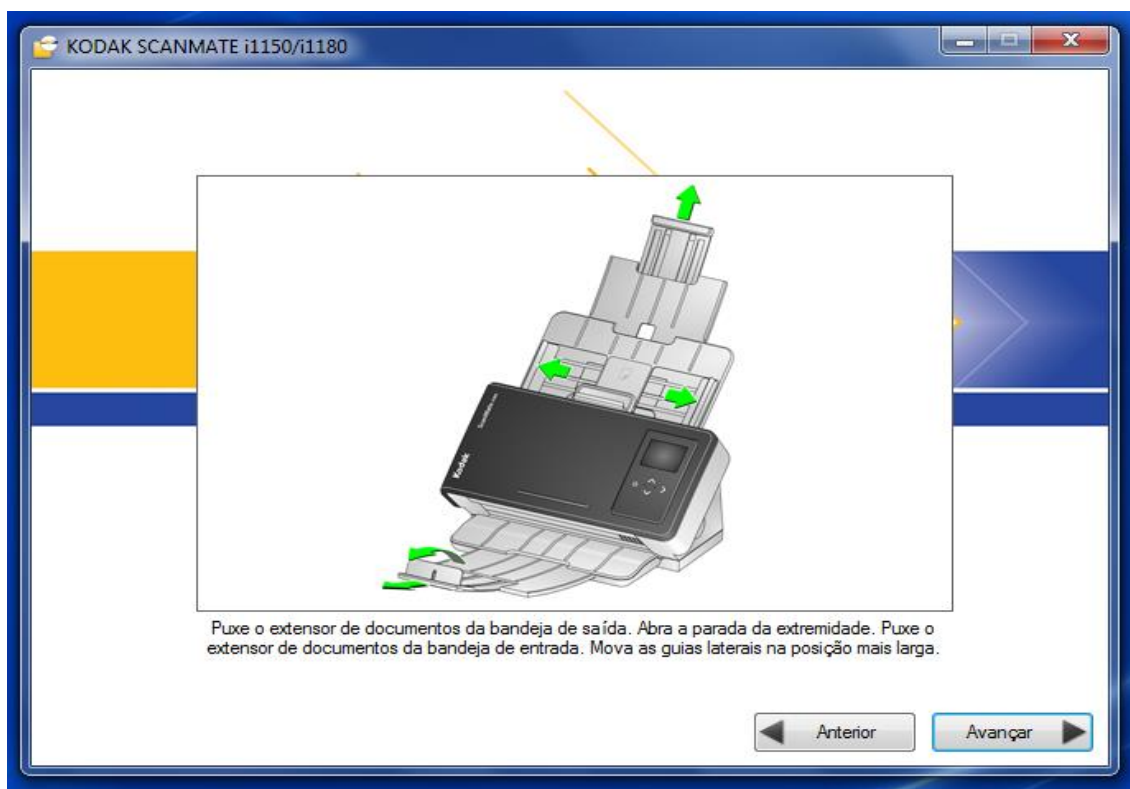 KODAK SCANMATE i1150/i1180
Kodak
Puxe o extensor de documentos da bandeja de saída. Abra a parada da extremidade. Puxe o
extensor de documentos da bandeja de entrada. Mova as guias laterais na posição mais larga.
Anterior
Avançar